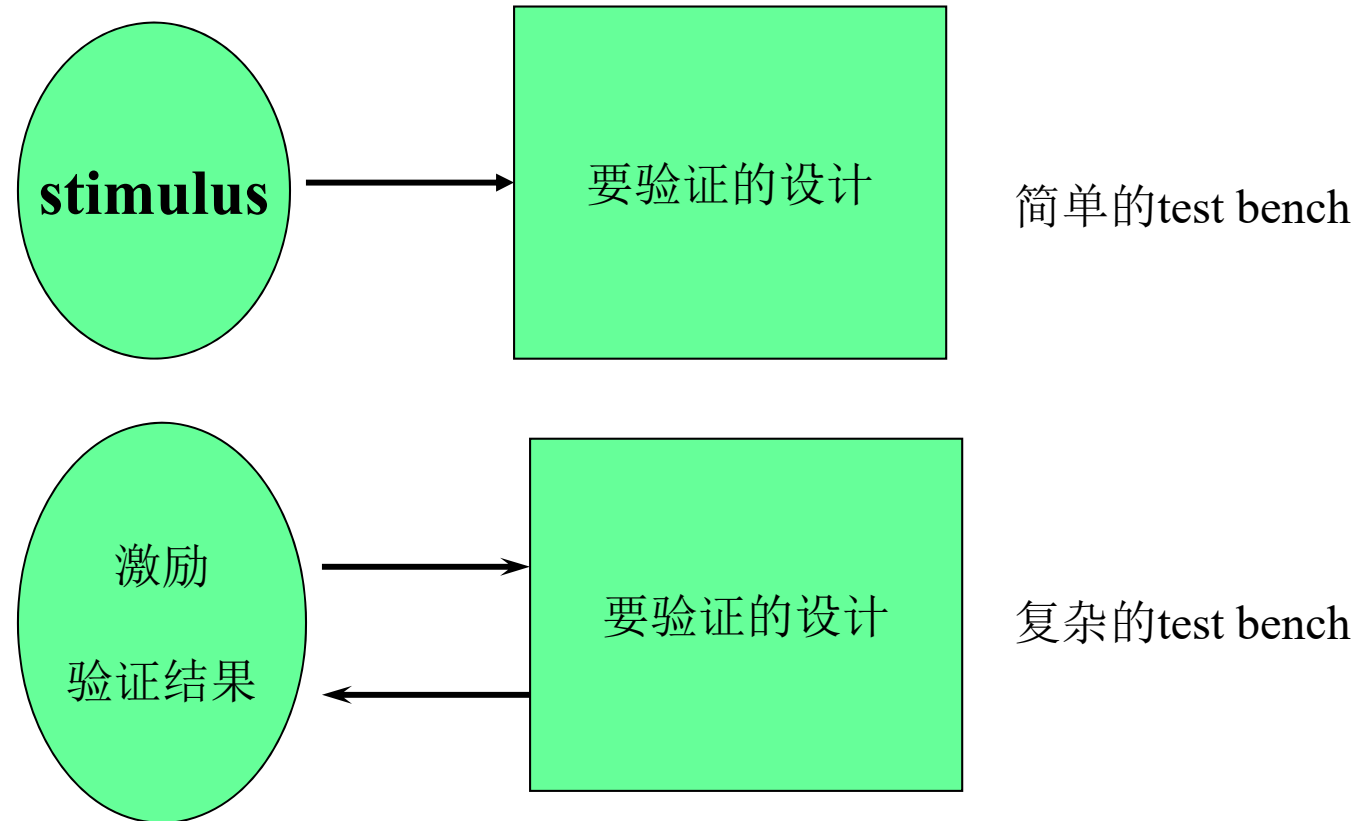 stimulus
要验证的设计
简单的test bench
激励
验证结果
要验证的设计
复杂的test bench